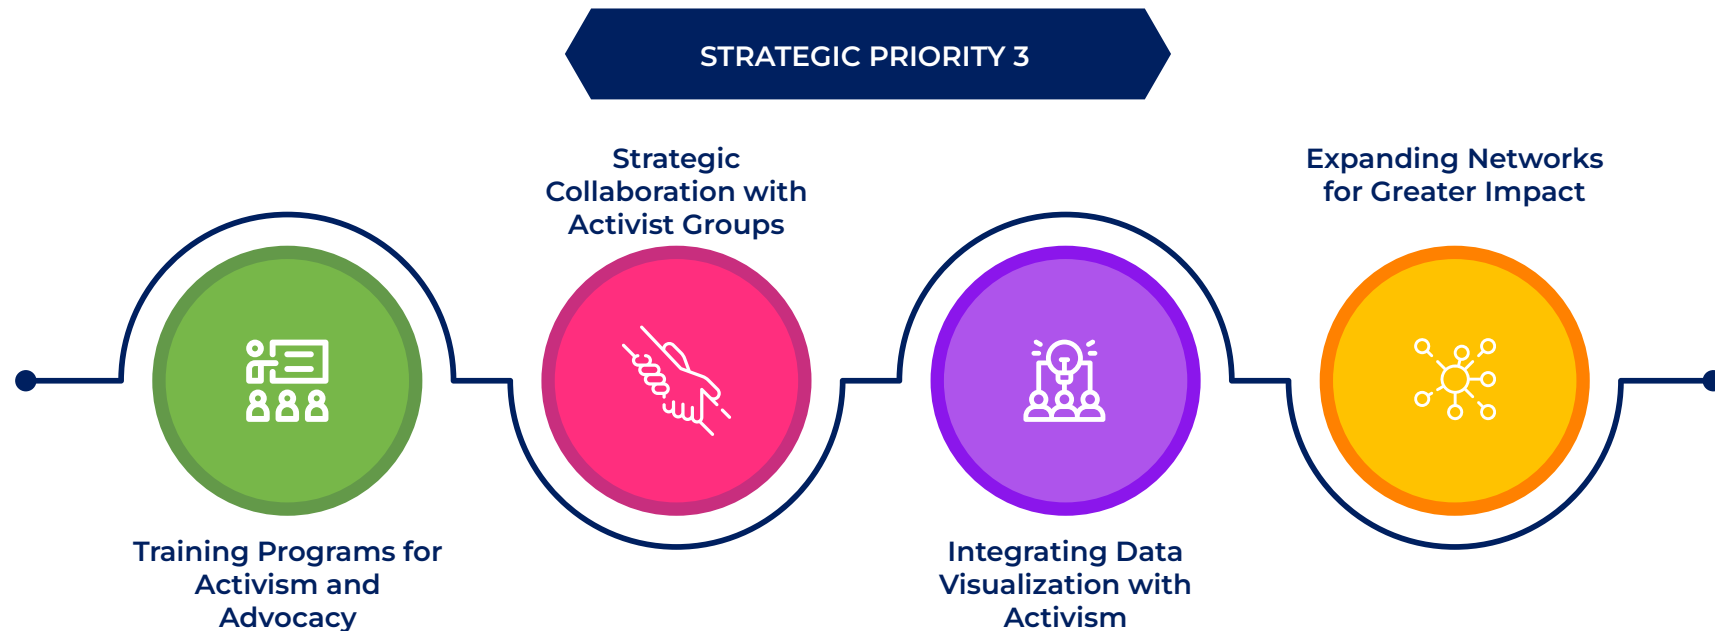 STRATEGIC PRIORITY 3
Training Programs for
Activism and
Advocacy
Strategic
Collaboration with
Activist Groups
Integrating Data
Visualization with
Activism
Expanding Networks
for Greater Impact